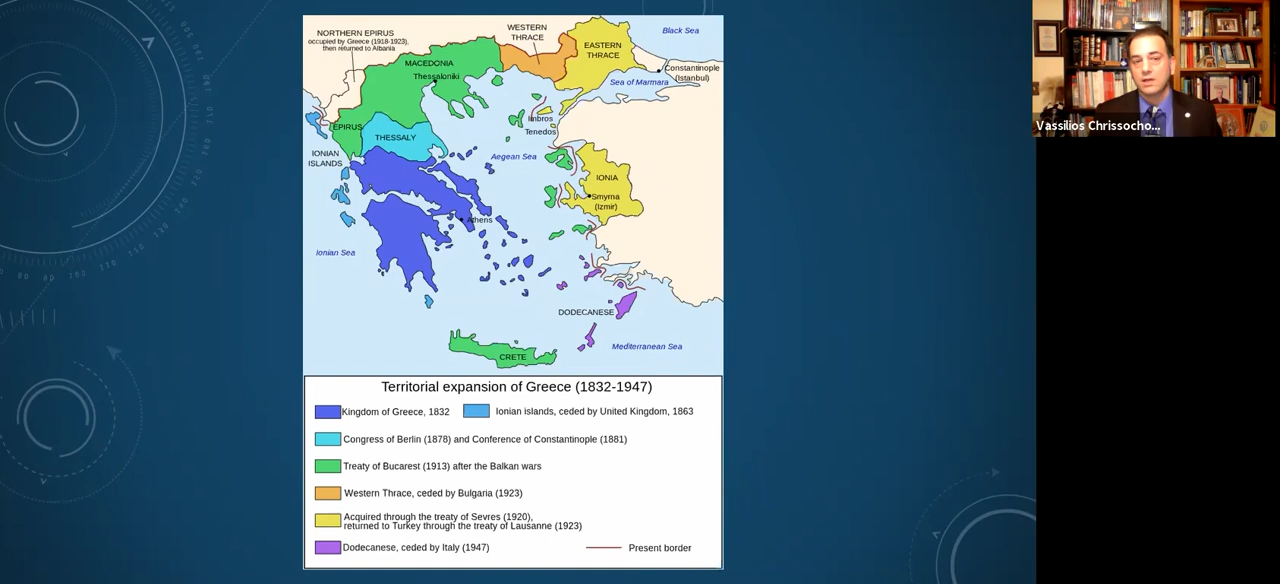 NORTHERN EPIRUS
occupied by Greece (1918-1923),
then returned to Albania
WESTERN
THRACE
Black Sea
EASTERN
THRACE
MACEDONIA
Thessaloniki
Constantinople
(Istanbul)
Sea of Marmara
Imbros
EPIRUS
Tenedos
THESSALY
IONIAN
ISLANDS
Aegean Sea
IONIA
Smyrna
(Izmir)
Athens
Ionian Sea
DODECANESE
Mediterranean Sea
CRETE
Territorial expansion of Greece (1832-1947)
Kingdom of Greece, 1832
Ionian islands, ceded by United Kingdom, 1863
Congress of Berlin (1878) and Conference of Constantinople (1881)
Treaty of Bucarest (1913) after the Balkan wars
Western Thrace, ceded by Bulgaria (1923)
Acquired through the treaty of Sevres (1920),
returned to Turkey through the treaty of Lausanne (1923)
Dodecanese, ceded by Italy (1947)
Present border
Vassilios Chrissocho...